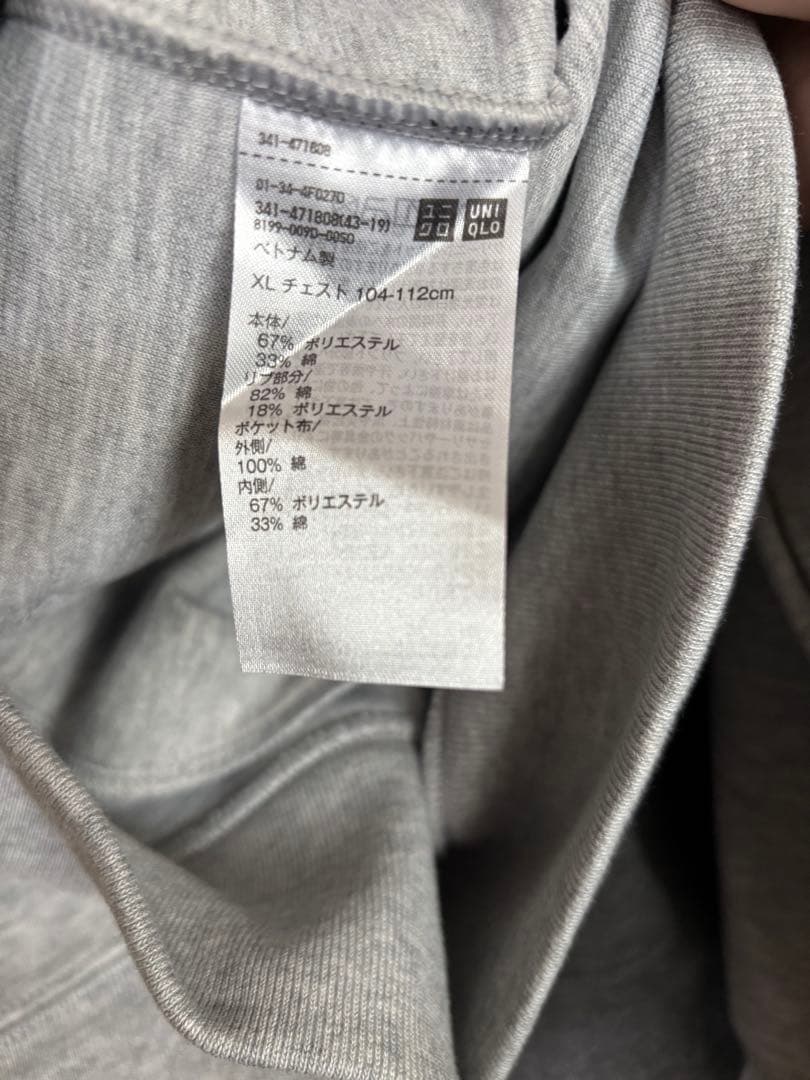 341-471808
01-34-4F027D
341-471808(43-19)
8199-009D-00SO
ユニ
クロ
UNI
QLO
ベトナム製
XL チェスト 104-112cm
本体/
67% ポリエステル
33% 綿
リブ部分/
82% 綿
18% ポリエステル
ポケット布/
外側/
100% 綿
内側/
67% ポリエステル
33% 綿